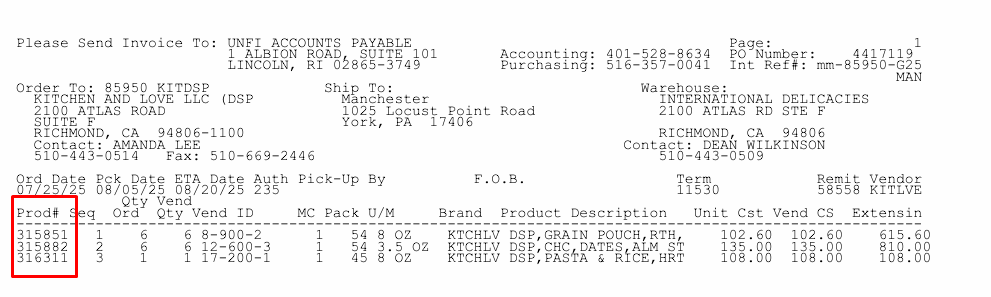 Please Send Invoice To: UNFI ACCOUNTS PAYABLE Page: 1
1 ALBION ROAD, SUITE 101 Accounting: 401-528-8634 PO Number: 4417119
LINCOLN, RI 02865-3749 Purchasing: 516-357-0041 Int Ref#: mm-85950-G25
MAN
Order To: 85950 KITDSP Ship To: Warehouse:
KITCHEN AND LOVE LLC (DSP Manchester INTERNATIONAL DELICACIES
2100 ATLAS ROAD 1025 Locust Point Road 2100 ATLAS RD STE F
SUITE F York, PA 17406
RICHMOND, CA 94806-1100 RICHMOND, CA 94806
Contact: AMANDA LEE Contact: DEAN WILKINSON
510-443-0514 Fax: 510-669-2446 510-443-0509
Ord Date Pck Date ETA Date Auth Pick-Up By F.O.B. Term Remit Vendor
07/25/25 08/05/25 08/20/25 235 11530 58558 KITLVE
Qty Vend
Prod# Seq Ord Qty Vend ID MC Pack U/M Brand Product Description Unit Cst Vend CS Extensin
315851 1 6 6 8-900-2 1 54 8 OZ KTCHLV DSP,GRAIN POUCH,RTH, 102.60 102.60 615.60
315882 2 6 6 12-600-3 1 54 3.5 OZ KTCHLV DSP,CHC,DATES,ALM ST 135.00 135.00 810.00
316311 3 1 1 17-200-1 1 45 8 OZ KTCHLV DSP,PASTA & RICE,HRT 108.00 108.00 108.00